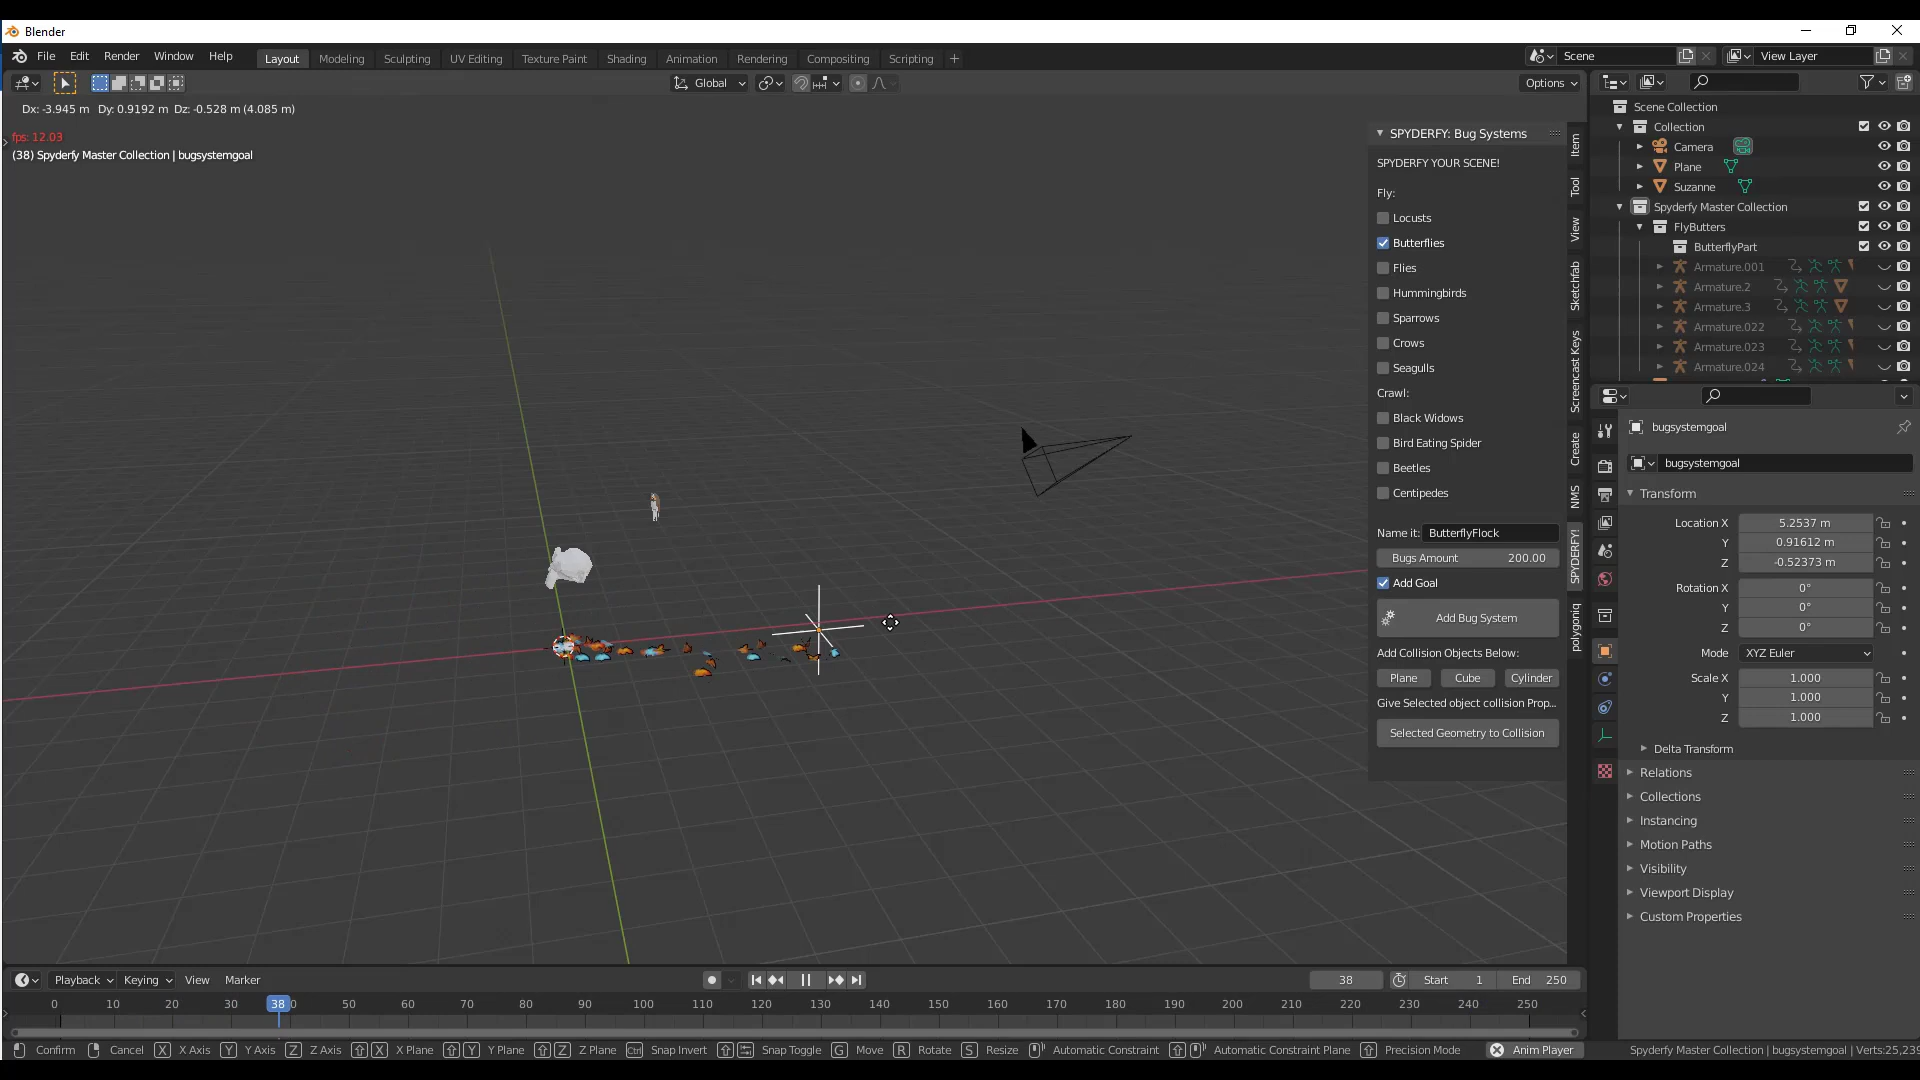 Blender
File Edit Render Window Help Layout Modeling Sculpting UV Editing Texture Paint Shading Animation Rendering Compositing Scripting + Scene View Layer
Global Options
Dx: -3.945 m Dy: 0.9192 m Dz: -0.528 m (4.085 m)
fps: 12.03
(38) Spyderfy Master Collection | bugsystemgoal
SPYDERFY: Bug Systems
SPYDERFY YOUR SCENE!
Fly:
Locusts
Butterflies
Flies
Hummingbirds
Sparrows
Crows
Seagulls
Crawl:
Black Widows
Bird Eating Spider
Beetles
Centipedes
Name it: ButterflyFlock
Bugs Amount 200.00
Add Goal
Add Bug System
Add Collision Objects Below:
Plane Cube Cylinder
Give Selected object collision Prop...
Selected Geometry to Collision
Item
Tool
View
Sketchfab
Screencast Keys
Create
NMS
SPYDERFY!
polygoniq
Scene Collection
Collection
Camera
Plane
Suzanne
Spyderfy Master Collection
FlyButters
ButterflyPart
Armature.001
Armature.2
Armature.3
Armature.022
Armature.023
Armature.024
bugsystemgoal
bugsystemgoal
Transform
Location X 5.2537 m
Y 0.91612 m
Z -0.52373 m
Rotation X 0°
Y 0°
Z 0°
Mode XYZ Euler
Scale X 1.000
Y 1.000
Z 1.000
Delta Transform
Relations
Collections
Instancing
Motion Paths
Visibility
Viewport Display
Custom Properties
Playback Keying View Marker 38 Start 1 End 250
0 10 20 30 38 0 50 60 70 80 90 100 110 120 130 140 150 160 170 180 190 200 210 220 230 240 250
Confirm Cancel X X Axis Y Y Axis Z Z Axis X X Plane Y Y Plane Z Z Plane Ctrl Snap Invert Snap Toggle G Move R Rotate S Resize Automatic Constraint Automatic Constraint Plane Precision Mode Anim Player Spyderfy Master Collection | bugsystemgoal | Verts:25,239